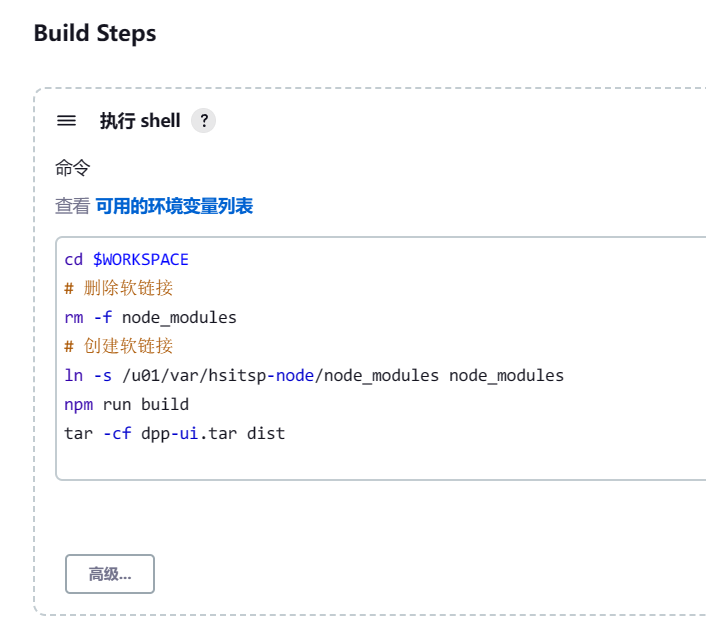 Build Steps
执行 shell ?
命令
查看 可用的环境变量列表
cd $WORKSPACE
# 删除软链接
rm -f node_modules
# 创建软链接
ln -s /u01/var/hsitsp-node/node_modules node_modules
npm run build
tar -cf dpp-ui.tar dist
高级...